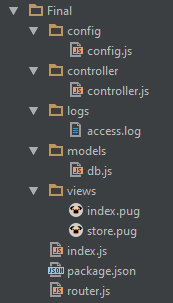 Final
config
config.js
controller
controller.js
logs
access.log
models
db.js
views
index.pug
store.pug
index.js
package.json
router.js